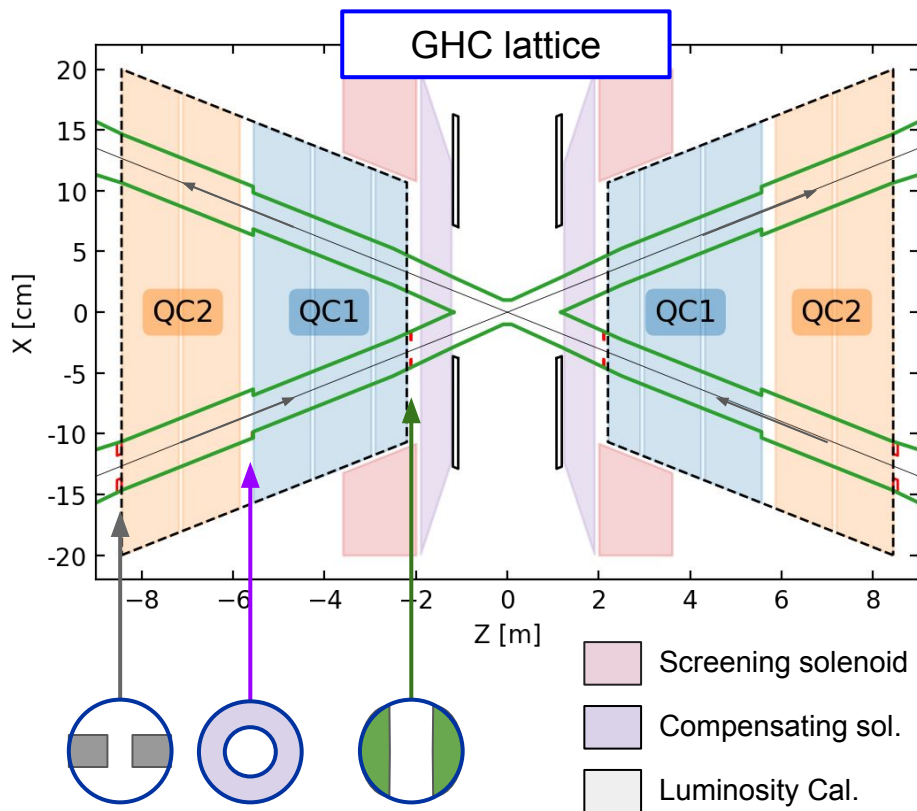 GHC lattice
20
15
10
5
0
-5
-10
-15
-20
X [cm]
QC2
QC1
QC1
QC2
−8
−6
−4
−2
0
2
4
6
8
Z [m]
Screening solenoid
Compensating sol.
Luminosity Cal.